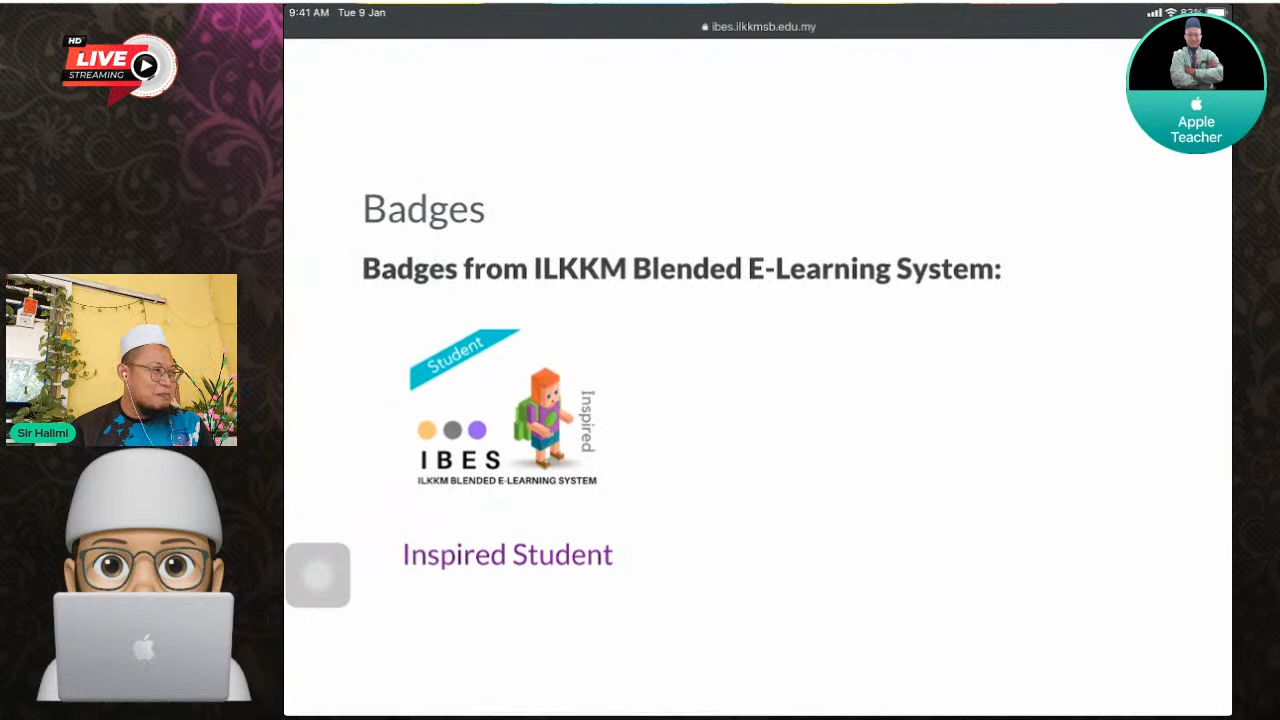 9:41 AM Tue 9 Jan
ibes.ilkkmsb.edu.my
83%
HD
LIVE
STREAMING
Apple
Teacher
Badges
Badges from ILKKM Blended E-Learning System:
Student
Inspired
IBES
ILKKM BLENDED E-LEARNING SYSTEM
Inspired Student
Sir Halimi